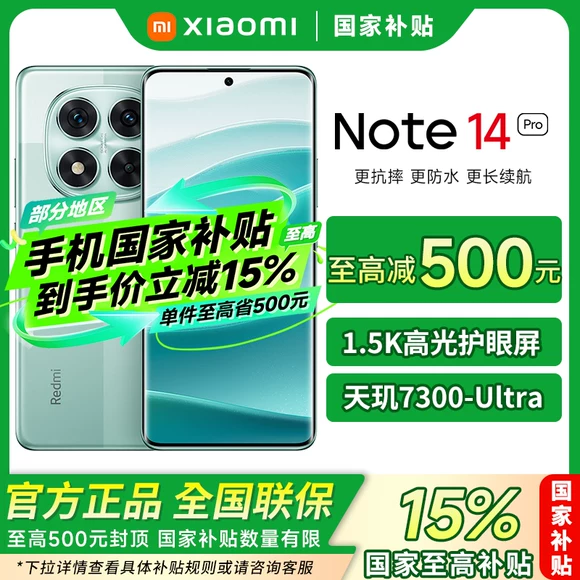 xiaomi 国家补贴
Note 14 Pro
更抗摔 更防水 更长续航
部分地区
手机国家补贴
至高
到手价立减15%
单件至高省500元
至高减500元
1.5K高光护眼屏
天玑7300-Ultra
Redmi
官方正品 全国联保
至高500元封顶 国家补贴数量有限
*下拉详情查看具体补贴规则或请咨询客服
15%
国家至高补贴
国家补贴